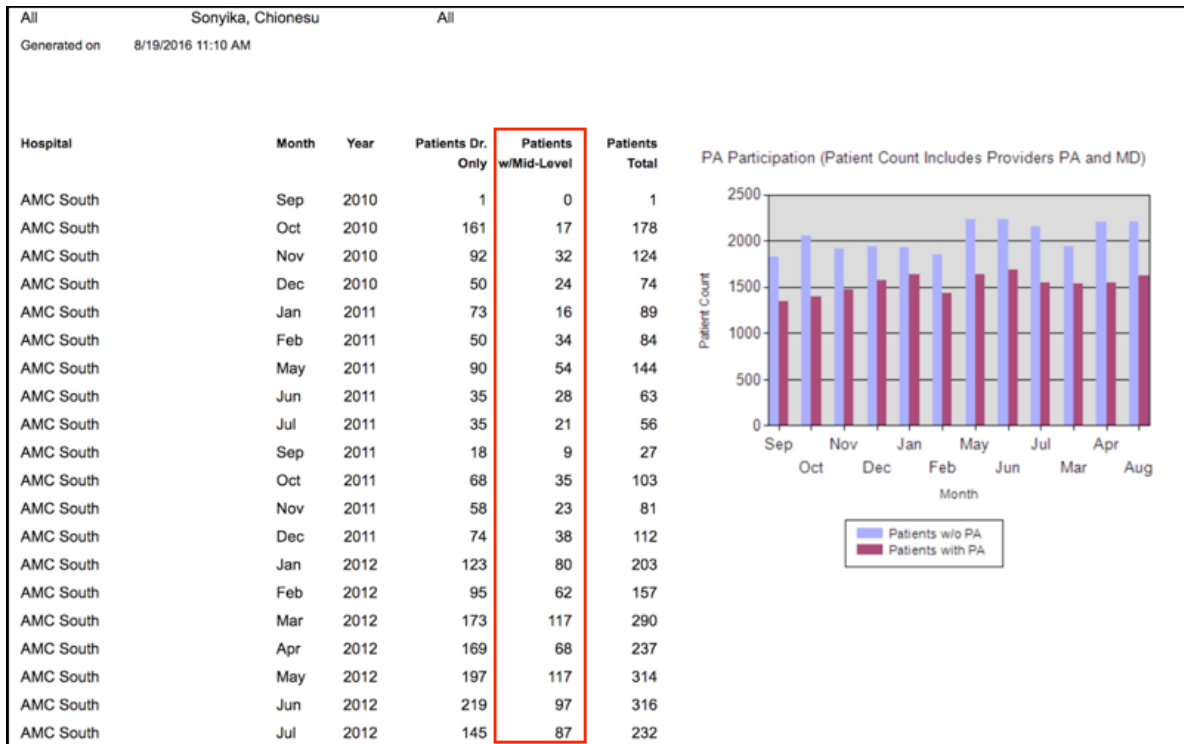 All Sonyika, Chionesu All
Generated on 8/19/2016 11:10 AM
Hospital Month Year Patients Dr. Only Patients w/Mid-Level Patients Total
AMC South Sep 2010 1 0 1
AMC South Oct 2010 161 17 178
AMC South Nov 2010 92 32 124
AMC South Dec 2010 50 24 74
AMC South Jan 2011 73 16 89
AMC South Feb 2011 50 34 84
AMC South May 2011 90 54 144
AMC South Jun 2011 35 28 63
AMC South Jul 2011 35 21 56
AMC South Sep 2011 18 9 27
AMC South Oct 2011 68 35 103
AMC South Nov 2011 58 23 81
AMC South Dec 2011 74 38 112
AMC South Jan 2012 123 80 203
AMC South Feb 2012 95 62 157
AMC South Mar 2012 173 117 290
AMC South Apr 2012 169 68 237
AMC South May 2012 197 117 314
AMC South Jun 2012 219 97 316
AMC South Jul 2012 145 87 232
PA Participation (Patient Count Includes Providers PA and MD)
Patient Count
2500
2000
1500
1000
500
0
Sep Nov Jan May Jul Apr
Oct Dec Feb Jun Mar Aug
Month
Patients w/o PA
Patients with PA